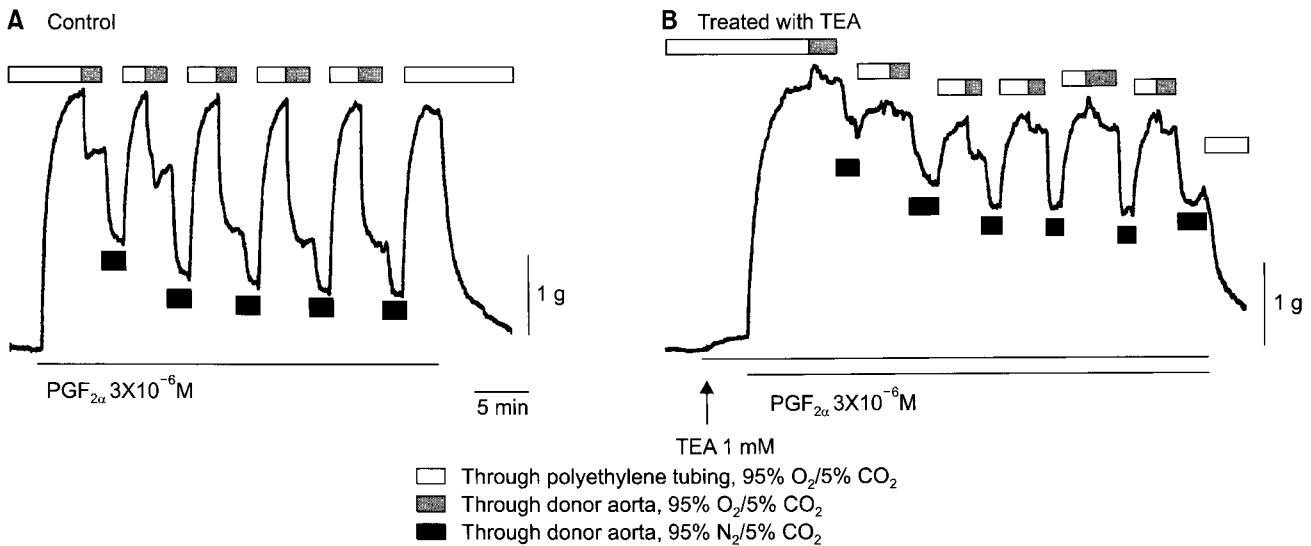 A Control
B Treated with TEA
1 g
1 g
PGF2α 3X10⁻⁶M
5 min
PGF2α 3X10⁻⁶M
TEA 1 mM
Through polyethylene tubing, 95% O₂/5% CO₂
Through donor aorta, 95% O₂/5% CO₂
Through donor aorta, 95% N₂/5% CO₂